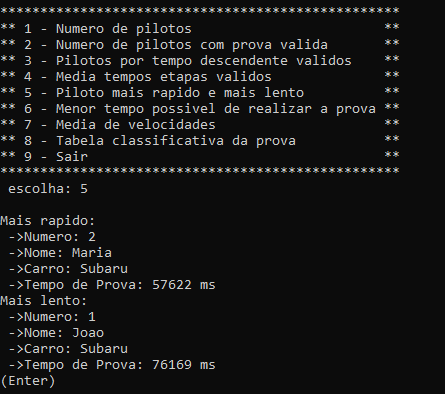 **************************************************
** 1 - Numero de pilotos                        **
** 2 - Numero de pilotos com prova valida       **
** 3 - Pilotos por tempo descendente validos    **
** 4 - Media tempos etapas validos              **
** 5 - Piloto mais rapido e mais lento          **
** 6 - Menor tempo possivel de realizar a prova **
** 7 - Media de velocidades                     **
** 8 - Tabela classificativa da prova           **
** 9 - Sair                                     **
**************************************************
 escolha: 5
Mais rapido:
 ->Numero: 2
 ->Nome: Maria
 ->Carro: Subaru
 ->Tempo de Prova: 57622 ms
Mais lento:
 ->Numero: 1
 ->Nome: Joao
 ->Carro: Subaru
 ->Tempo de Prova: 76169 ms
(Enter)